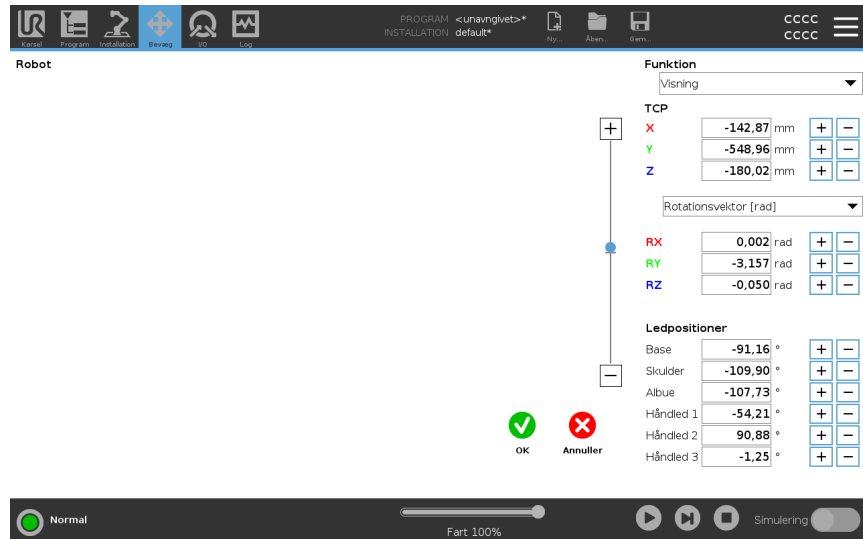 UR
Kørsel Program Installation Bevæg I/O Log
PROGRAM <unavngivet>*
INSTALLATION default*
Ny... Åben... Gem...
CCCC
CCCC
Robot
Funktion
Visning
TCP
X -142,87 mm + −
Y -548,96 mm + −
Z -180,02 mm + −
Rotationsvektor [rad]
RX 0,002 rad + −
RY -3,157 rad + −
RZ -0,050 rad + −
Ledpositioner
Base -91,16 ° + −
Skulder -109,90 ° + −
Albue -107,73 ° + −
Håndled 1 -54,21 ° + −
Håndled 2 90,88 ° + −
Håndled 3 -1,25 ° + −
+
−
OK Annuller
Normal
Fart 100%
Simulering